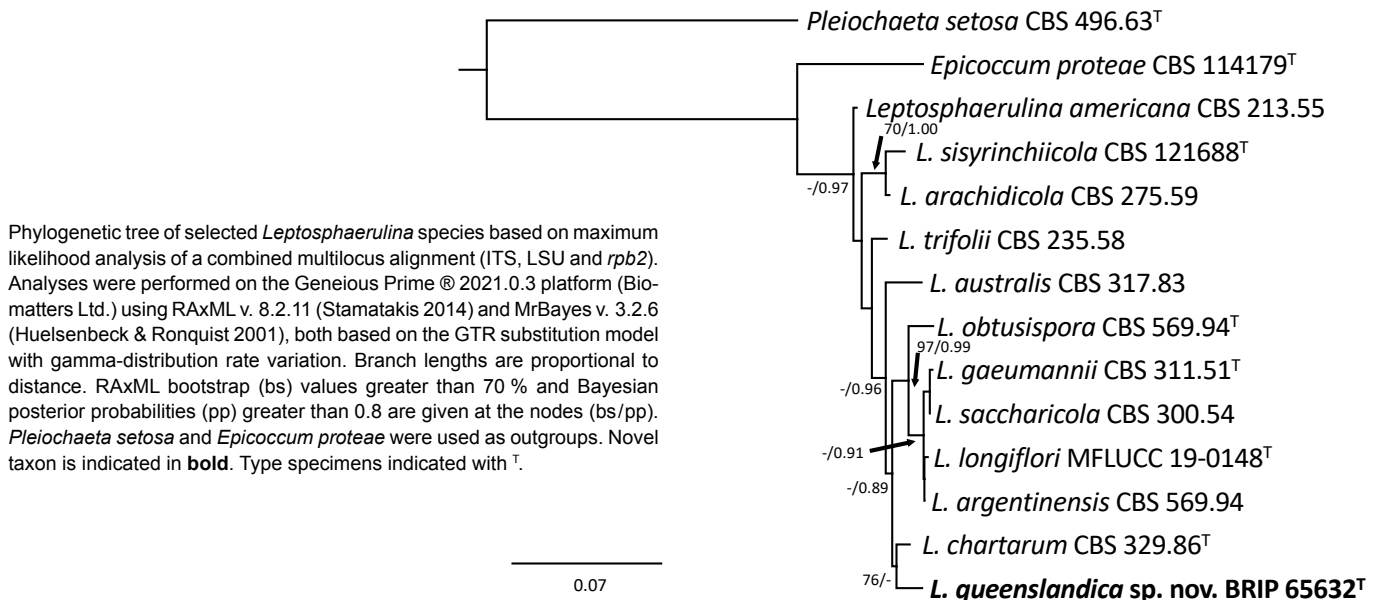 Pleiochaeta setosa CBS 496.63ᵀ
Epicoccum proteae CBS 114179ᵀ
Leptosphaerulina americana CBS 213.55
70/1.00
L. sisyrinchiicola CBS 121688ᵀ
-/0.97
L. arachidicola CBS 275.59
L. trifolii CBS 235.58
L. australis CBS 317.83
L. obtusispora CBS 569.94ᵀ
97/0.99
L. gaeumannii CBS 311.51ᵀ
-/0.96
L. saccharicola CBS 300.54
-/0.91
L. longiflori MFLUCC 19-0148ᵀ
-/0.89
L. argentinensis CBS 569.94
L. chartarum CBS 329.86ᵀ
76/-
L. queenslandica sp. nov. BRIP 65632ᵀ
Phylogenetic tree of selected Leptosphaerulina species based on maximum
likelihood analysis of a combined multilocus alignment (ITS, LSU and rpb2).
Analyses were performed on the Geneious Prime ® 2021.0.3 platform (Bio-
matters Ltd.) using RAxML v. 8.2.11 (Stamatakis 2014) and MrBayes v. 3.2.6
(Huelsenbeck & Ronquist 2001), both based on the GTR substitution model
with gamma-distribution rate variation. Branch lengths are proportional to
distance. RAxML bootstrap (bs) values greater than 70 % and Bayesian
posterior probabilities (pp) greater than 0.8 are given at the nodes (bs/pp).
Pleiochaeta setosa and Epicoccum proteae were used as outgroups. Novel
taxon is indicated in bold. Type specimens indicated with ᵀ.
0.07